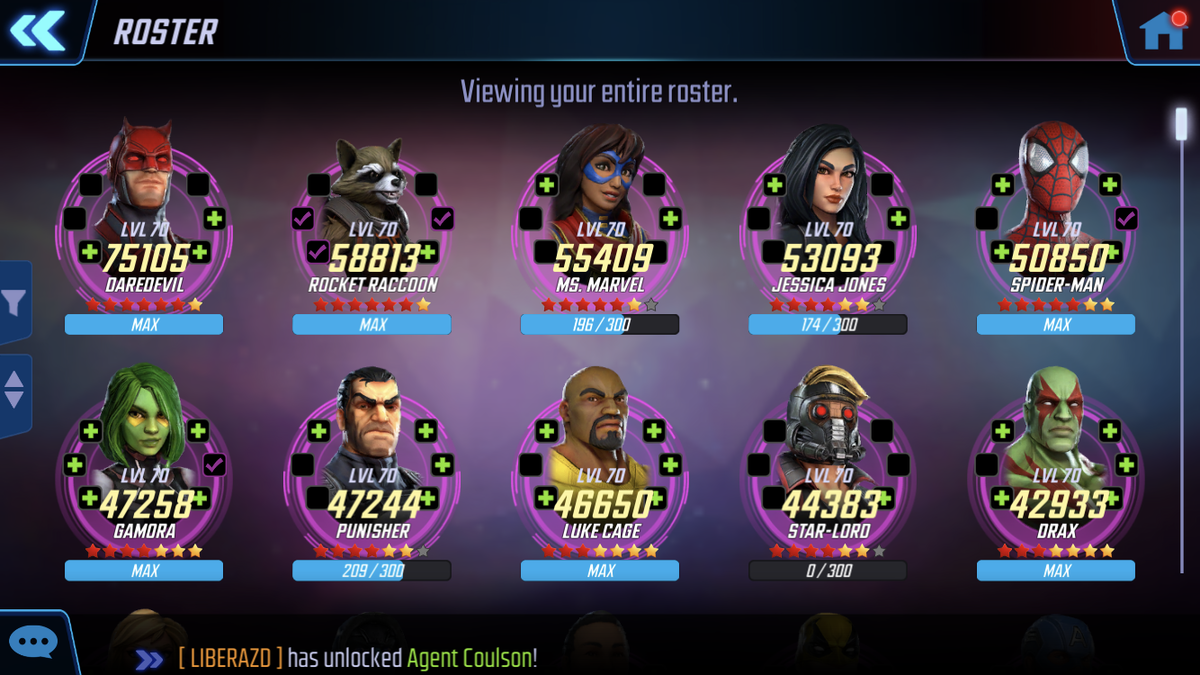 ROSTER
Viewing your entire roster.
LVL 70
75105
DAREDEVIL
MAX
LVL 70
58813
ROCKET RACCOON
MAX
LVL 70
55409
MS. MARVEL
196 / 300
LVL 70
53093
JESSICA JONES
174 / 300
LVL 70
50850
SPIDER-MAN
MAX
LVL 70
47258
GAMORA
MAX
LVL 70
47244
PUNISHER
209 / 300
LVL 70
46650
LUKE CAGE
MAX
LVL 70
44383
STAR-LORD
0 / 300
LVL 70
42933
DRAX
MAX
[ LIBERAZD ] has unlocked Agent Coulson!